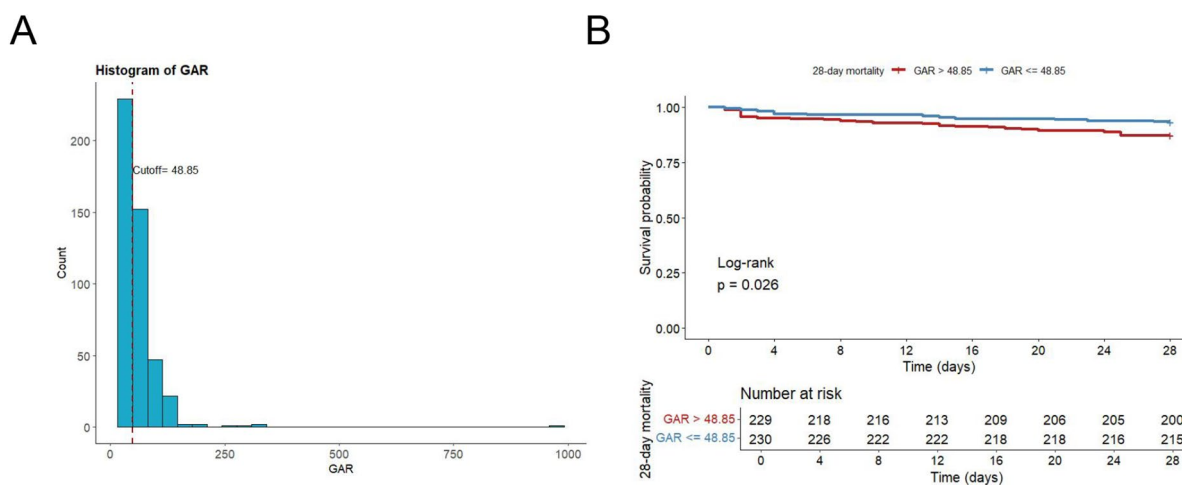 A
Histogram of GAR
200
150
100
50
0
Count
Cutoff= 48.85
0 250 500 750 1000
GAR
B
28-day mortality GAR > 48.85 GAR <= 48.85
1.00
0.75
0.50
0.25
0.00
Survival probability
Log-rank
p = 0.026
0 4 8 12 16 20 24 28
Time (days)
Number at risk
28-day mortality
GAR > 48.85 229 218 216 213 209 206 205 200
GAR <= 48.85 230 226 222 222 218 218 216 215
0 4 8 12 16 20 24 28
Time (days)